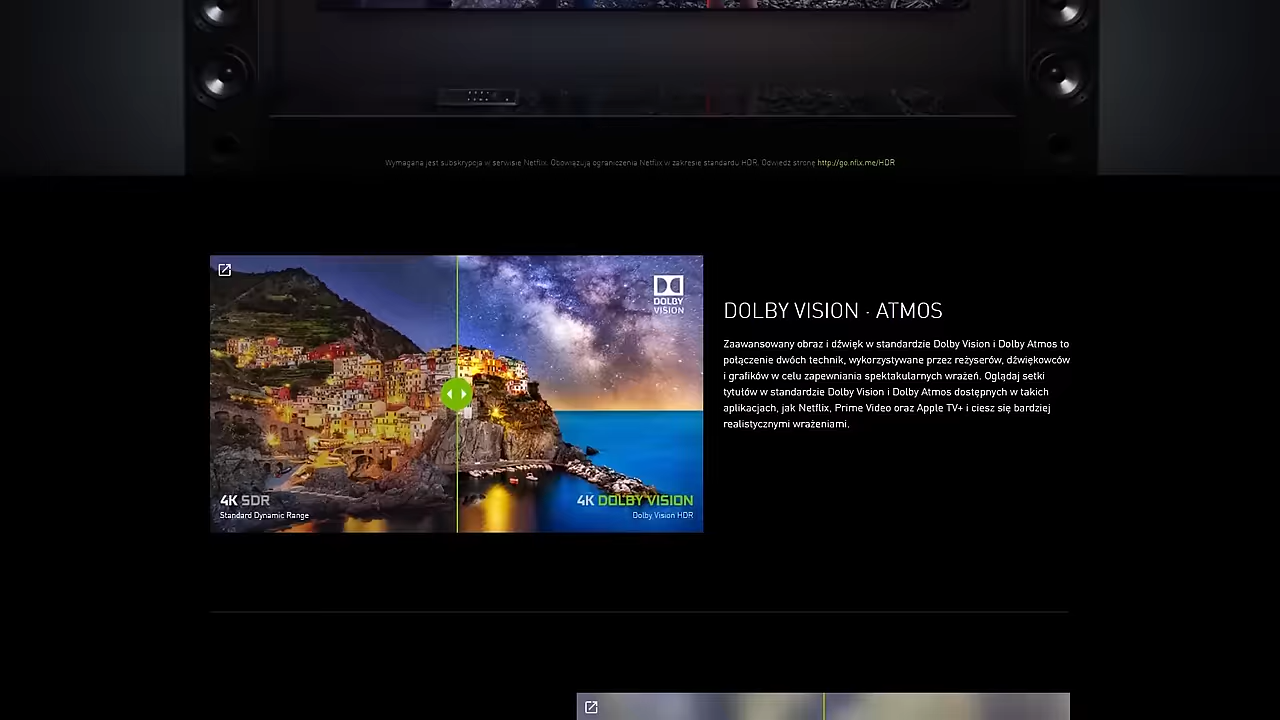 Wymagana jest subskrypcja w serwisie Netflix. Obowiązują ograniczenia Netflix w zakresie standardu HDR. Odwiedź stronę http://go.nflx.me/HDR
DOLBY
VISION
4K SDR
Standard Dynamic Range
4K DOLBY VISION
Dolby Vision HDR
DOLBY VISION · ATMOS
Zaawansowany obraz i dźwięk w standardzie Dolby Vision i Dolby Atmos to
połączenie dwóch technik, wykorzystywane przez reżyserów, dźwiękowców
i grafików w celu zapewniania spektakularnych wrażeń. Oglądaj setki
tytułów w standardzie Dolby Vision i Dolby Atmos dostępnych w takich
aplikacjach, jak Netflix, Prime Video oraz Apple TV+ i ciesz się bardziej
realistycznymi wrażeniami.